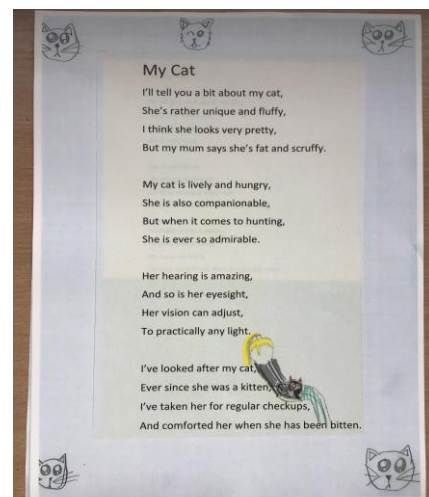 My Cat
I'll tell you a bit about my cat,
She's rather unique and fluffy,
I think she looks very pretty,
But my mum says she's fat and scruffy.
My cat is lively and hungry,
She is also companionable,
But when it comes to hunting,
She is ever so admirable.
Her hearing is amazing,
And so is her eyesight,
Her vision can adjust,
To practically any light.
I've looked after my cat,
Ever since she was a kitten,
I've taken her for regular checkups,
And comforted her when she has been bitten.